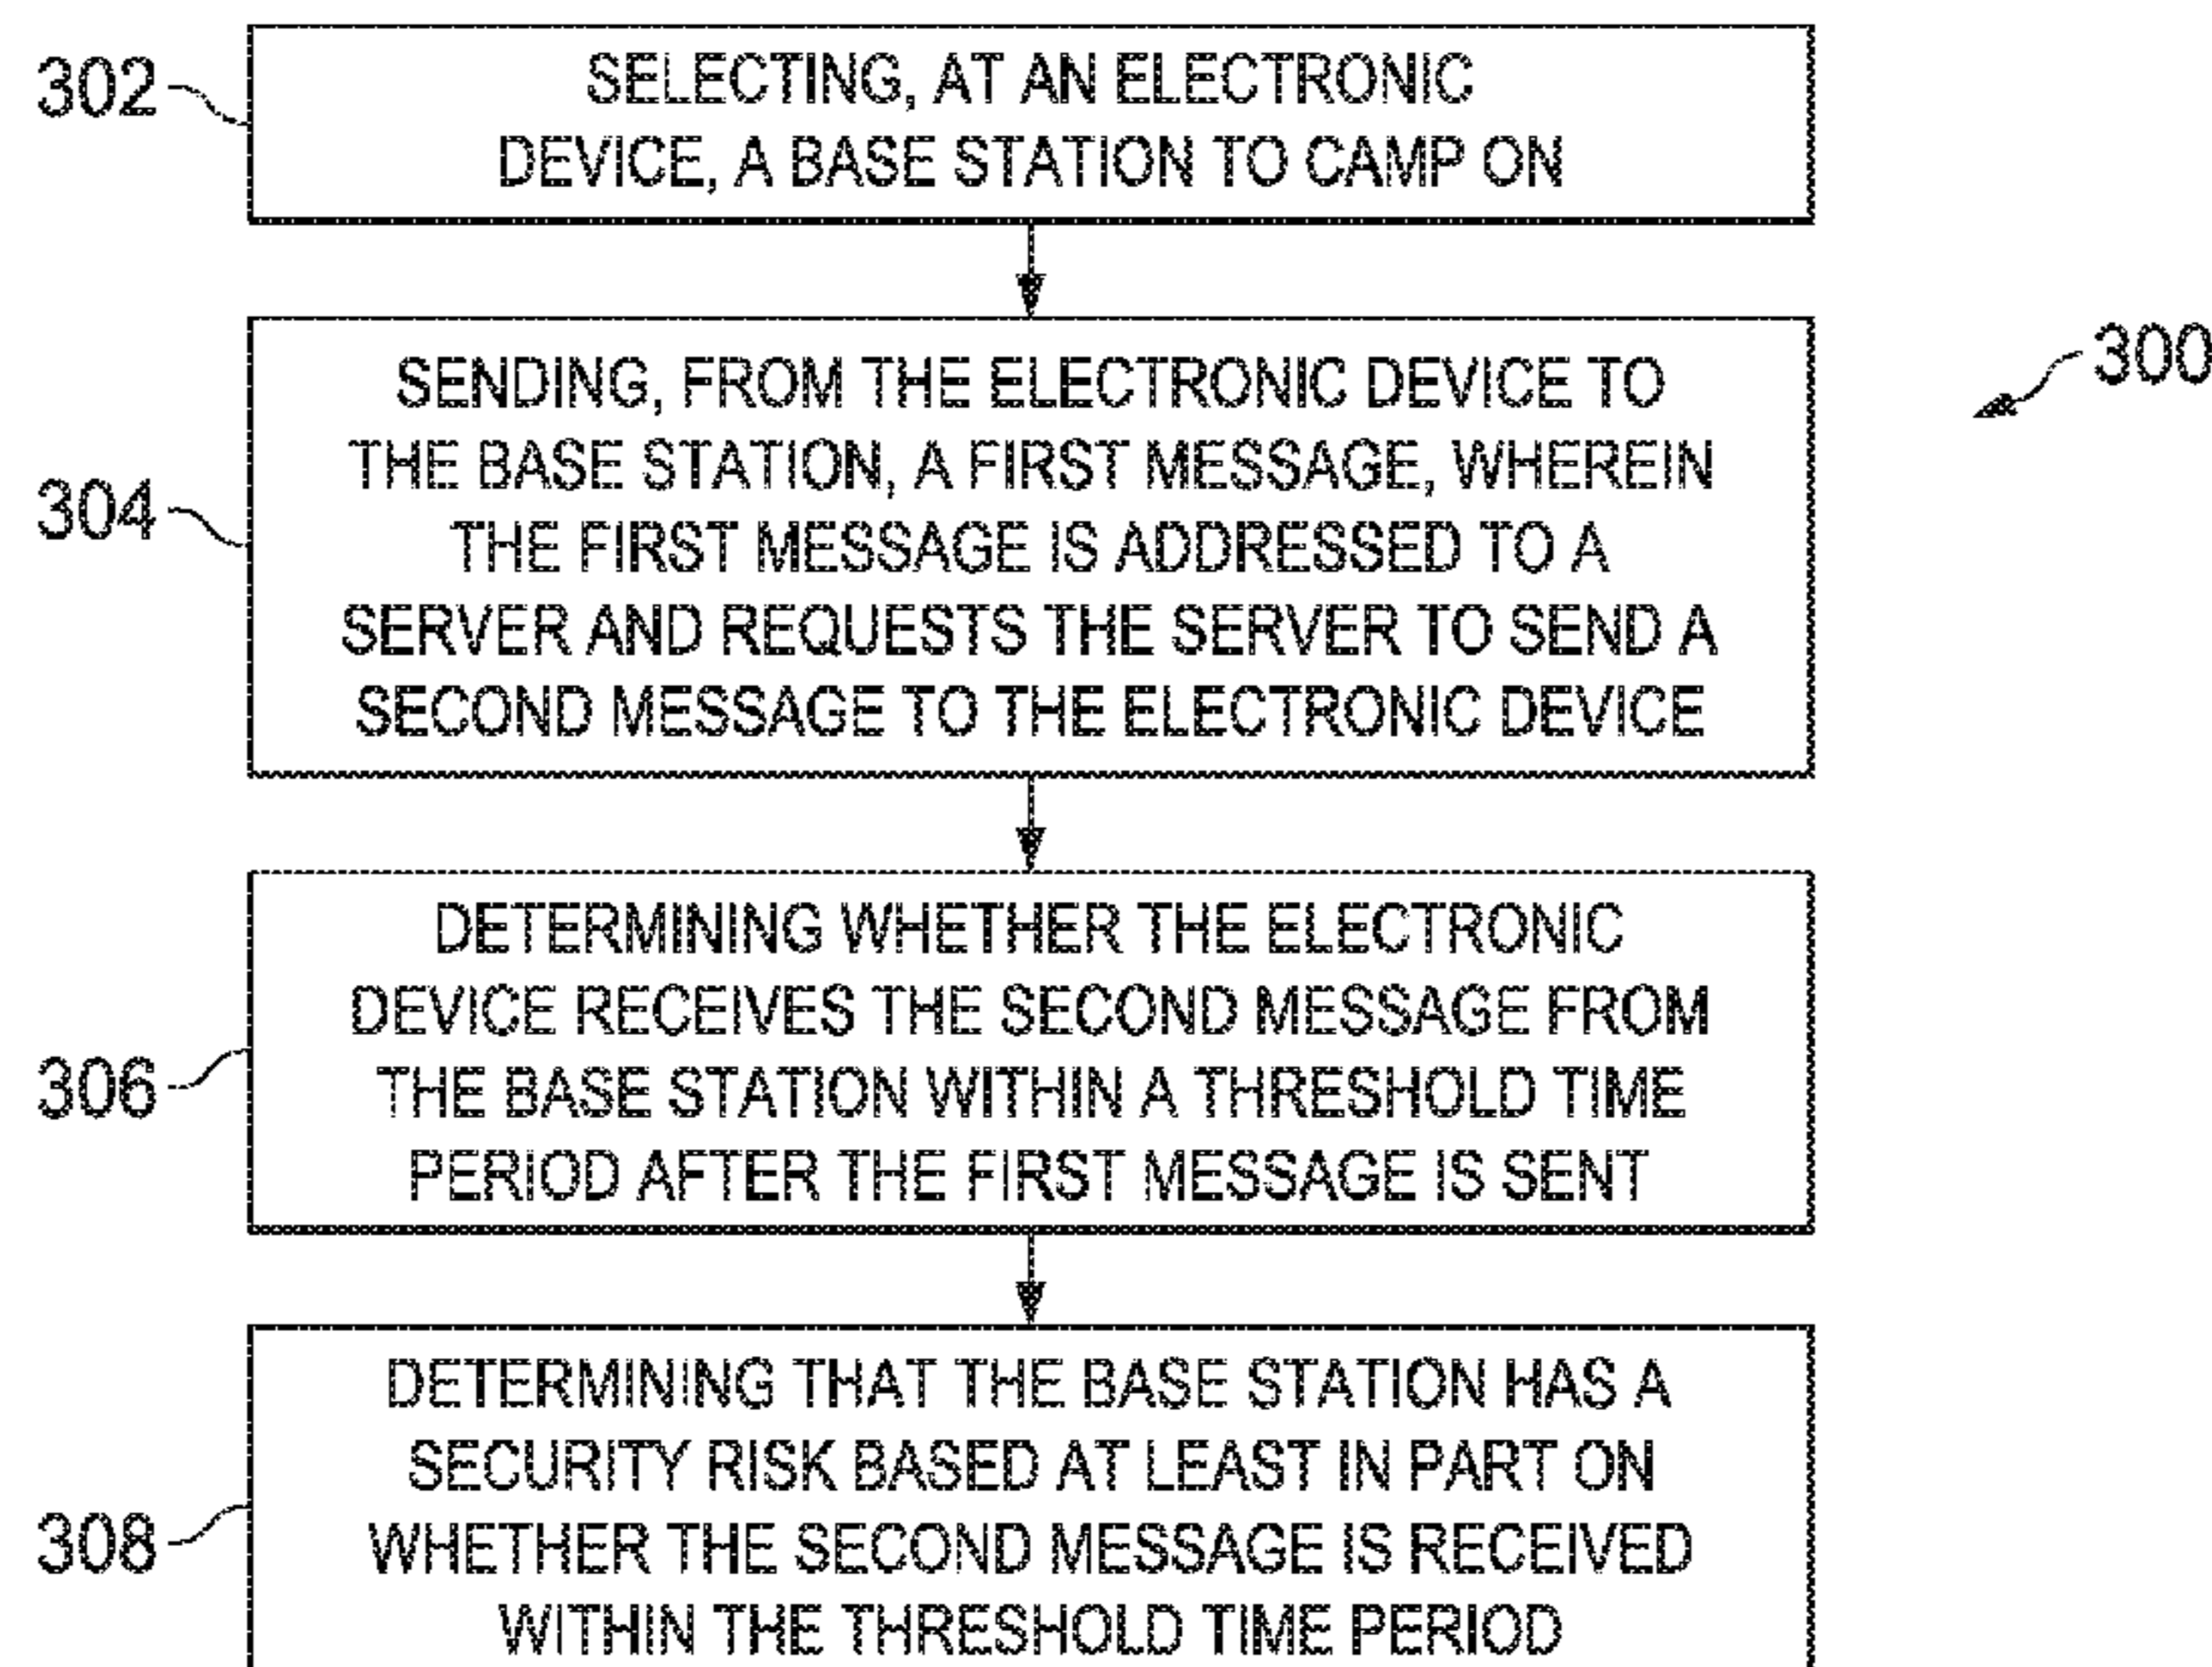 302
SELECTING, AT AN ELECTRONIC
DEVICE, A BASE STATION TO CAMP ON
300
304
SENDING, FROM THE ELECTRONIC DEVICE TO
THE BASE STATION, A FIRST MESSAGE, WHEREIN
THE FIRST MESSAGE IS ADDRESSED TO A
SERVER AND REQUESTS THE SERVER TO SEND A
SECOND MESSAGE TO THE ELECTRONIC DEVICE
306
DETERMINING WHETHER THE ELECTRONIC
DEVICE RECEIVES THE SECOND MESSAGE FROM
THE BASE STATION WITHIN A THRESHOLD TIME
PERIOD AFTER THE FIRST MESSAGE IS SENT
308
DETERMINING THAT THE BASE STATION HAS A
SECURITY RISK BASED AT LEAST IN PART ON
WHETHER THE SECOND MESSAGE IS RECEIVED
WITHIN THE THRESHOLD TIME PERIOD